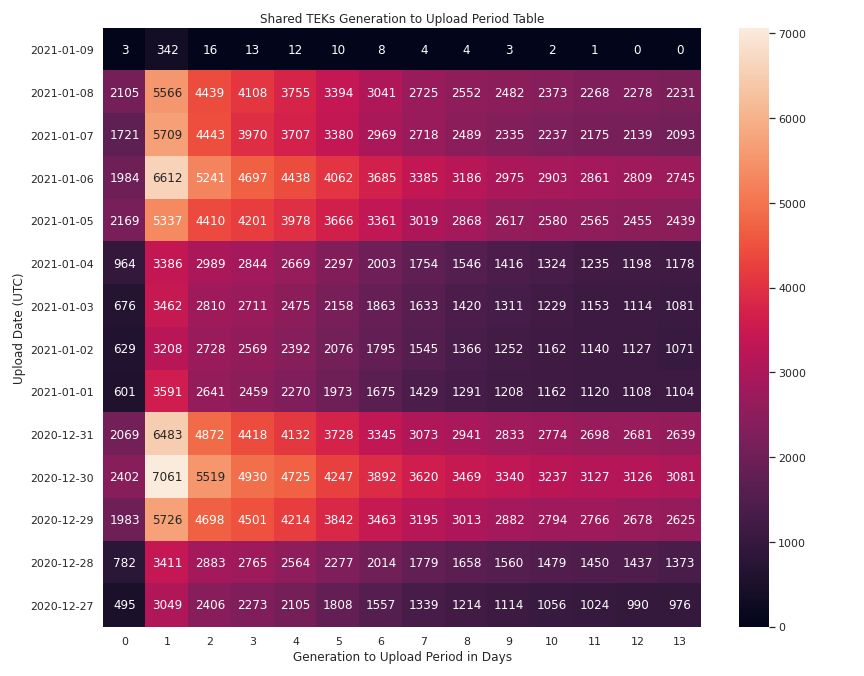 Shared TEKs Generation to Upload Period Table
Upload Date (UTC)
2021-01-09 3 342 16 13 12 10 8 4 4 3 2 1 0 0
2021-01-08 2105 5566 4439 4108 3755 3394 3041 2725 2552 2482 2373 2268 2278 2231
2021-01-07 1721 5709 4443 3970 3707 3380 2969 2718 2489 2335 2237 2175 2139 2093
2021-01-06 1984 6612 5241 4697 4438 4062 3685 3385 3186 2975 2903 2861 2809 2745
2021-01-05 2169 5337 4410 4201 3978 3666 3361 3019 2868 2617 2580 2565 2455 2439
2021-01-04 964 3386 2989 2844 2669 2297 2003 1754 1546 1416 1324 1235 1198 1178
2021-01-03 676 3462 2810 2711 2475 2158 1863 1633 1420 1311 1229 1153 1114 1081
2021-01-02 629 3208 2728 2569 2392 2076 1795 1545 1366 1252 1162 1140 1127 1071
2021-01-01 601 3591 2641 2459 2270 1973 1675 1429 1291 1208 1162 1120 1108 1104
2020-12-31 2069 6483 4872 4418 4132 3728 3345 3073 2941 2833 2774 2698 2681 2639
2020-12-30 2402 7061 5519 4930 4725 4247 3892 3620 3469 3340 3237 3127 3126 3081
2020-12-29 1983 5726 4698 4501 4214 3842 3463 3195 3013 2882 2794 2766 2678 2625
2020-12-28 782 3411 2883 2765 2564 2277 2014 1779 1658 1560 1479 1450 1437 1373
2020-12-27 495 3049 2406 2273 2105 1808 1557 1339 1214 1114 1056 1024 990 976
0 1 2 3 4 5 6 7 8 9 10 11 12 13
Generation to Upload Period in Days
7000
6000
5000
4000
3000
2000
1000
0